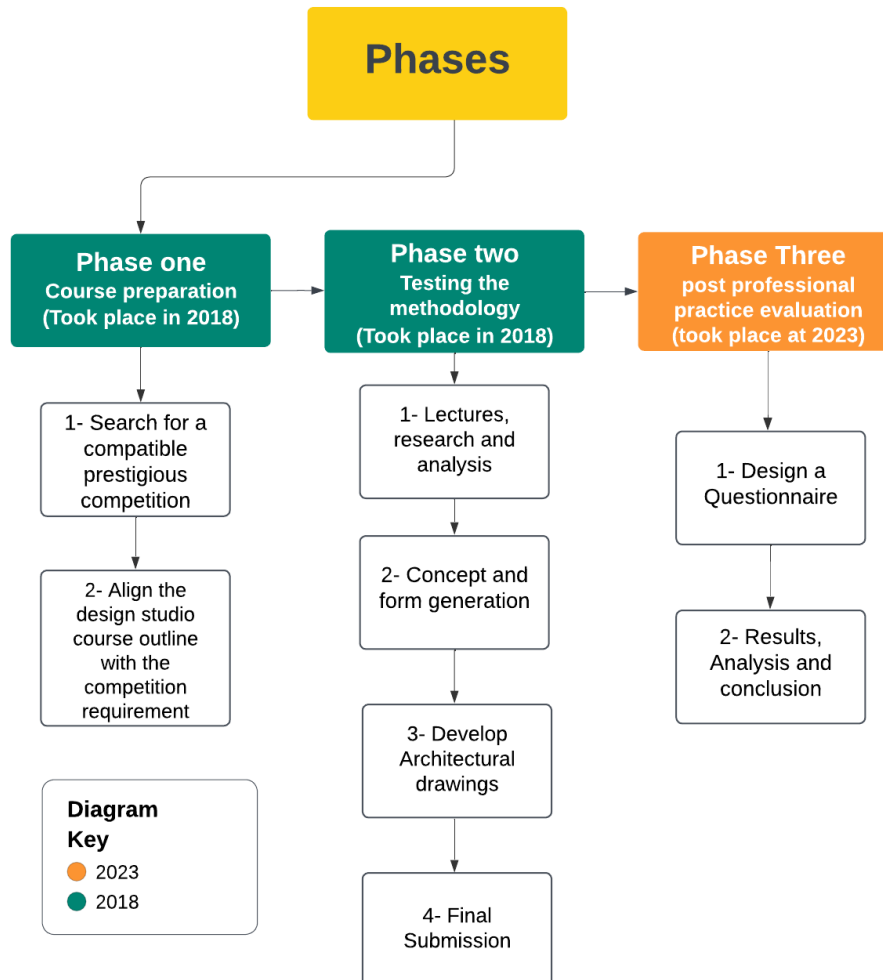 Phases
Phase one
Course preparation
(Took place in 2018)
1- Search for a
compatible
prestigious
competition
2- Align the
design studio
course outline
with the
competition
requirement
Phase two
Testing the
methodology
(Took place in 2018)
1- Lectures,
research and
analysis
2- Concept and
form generation
3- Develop
Architectural
drawings
4- Final
Submission
Phase Three
post professional
practice evaluation
(took place at 2023)
1- Design a
Questionnaire
2- Results,
Analysis and
conclusion
Diagram
Key
2023
2018